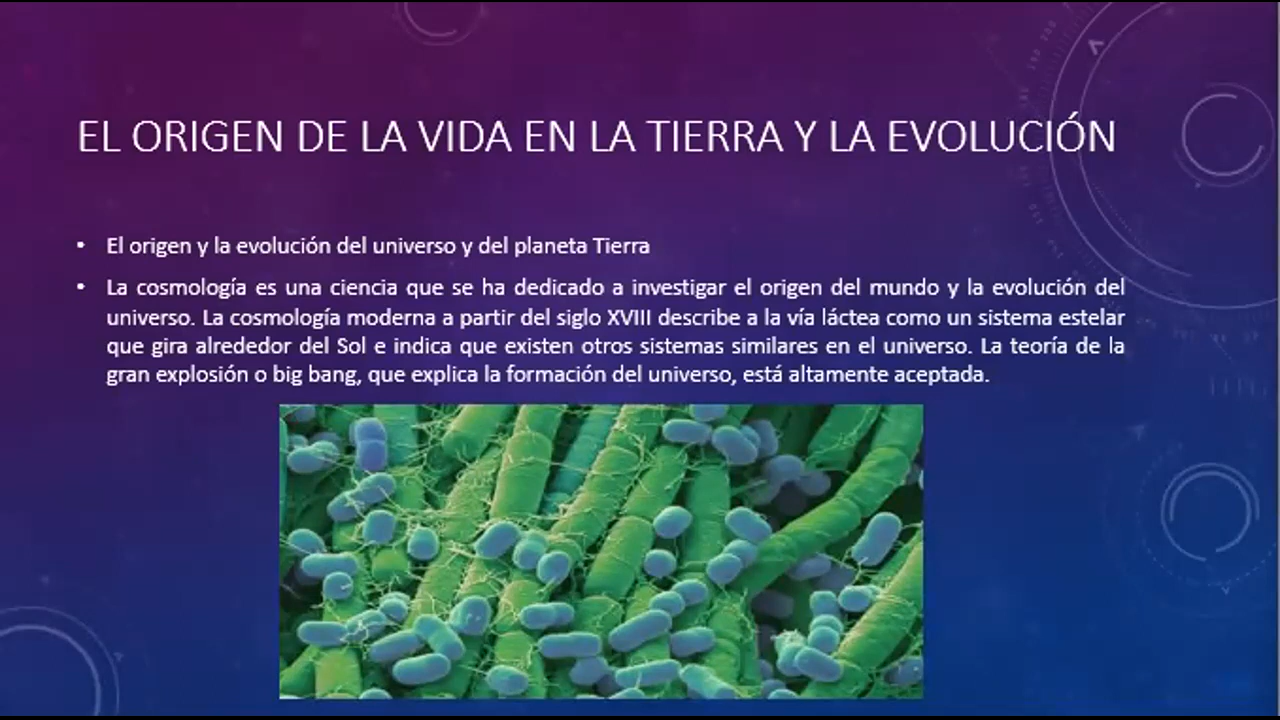 EL ORIGEN DE LA VIDA EN LA TIERRA Y LA EVOLUCIÓN
• El origen y la evolución del universo y del planeta Tierra
• La cosmología es una ciencia que se ha dedicado a investigar el origen del mundo y la evolución del
universo. La cosmología moderna a partir del siglo XVIII describe a la vía láctea como un sistema estelar
que gira alrededor del Sol e indica que existen otros sistemas similares en el universo. La teoría de la
gran explosión o big bang, que explica la formación del universo, está altamente aceptada.